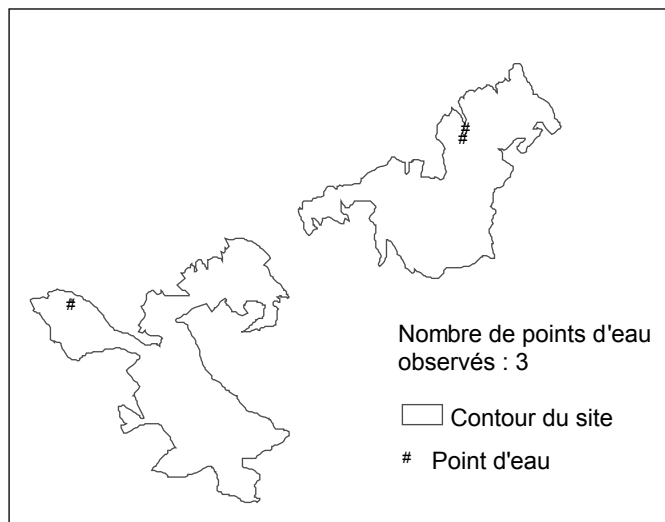 #
#
#
Nombre de points d'eau
observés : 3
Contour du site
# Point d'eau